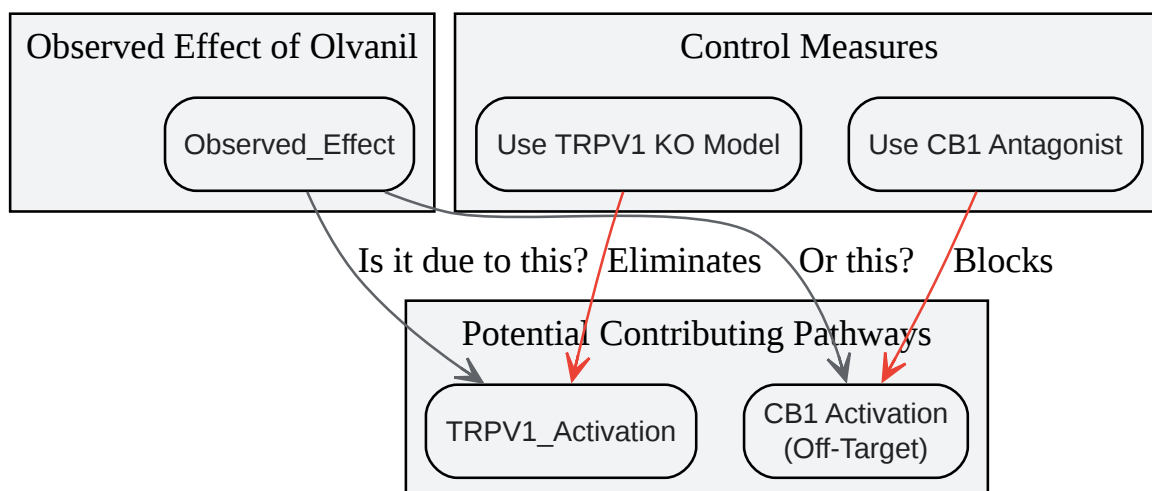 Observed Effect of Olvanil
Control Measures
Observed_Effect
Use TRPV1 KO Model
Use CB1 Antagonist
Is it due to this?
Eliminates
Or this?
Blocks
Potential Contributing Pathways
TRPV1_Activation
CB1 Activation
(Off-Target)